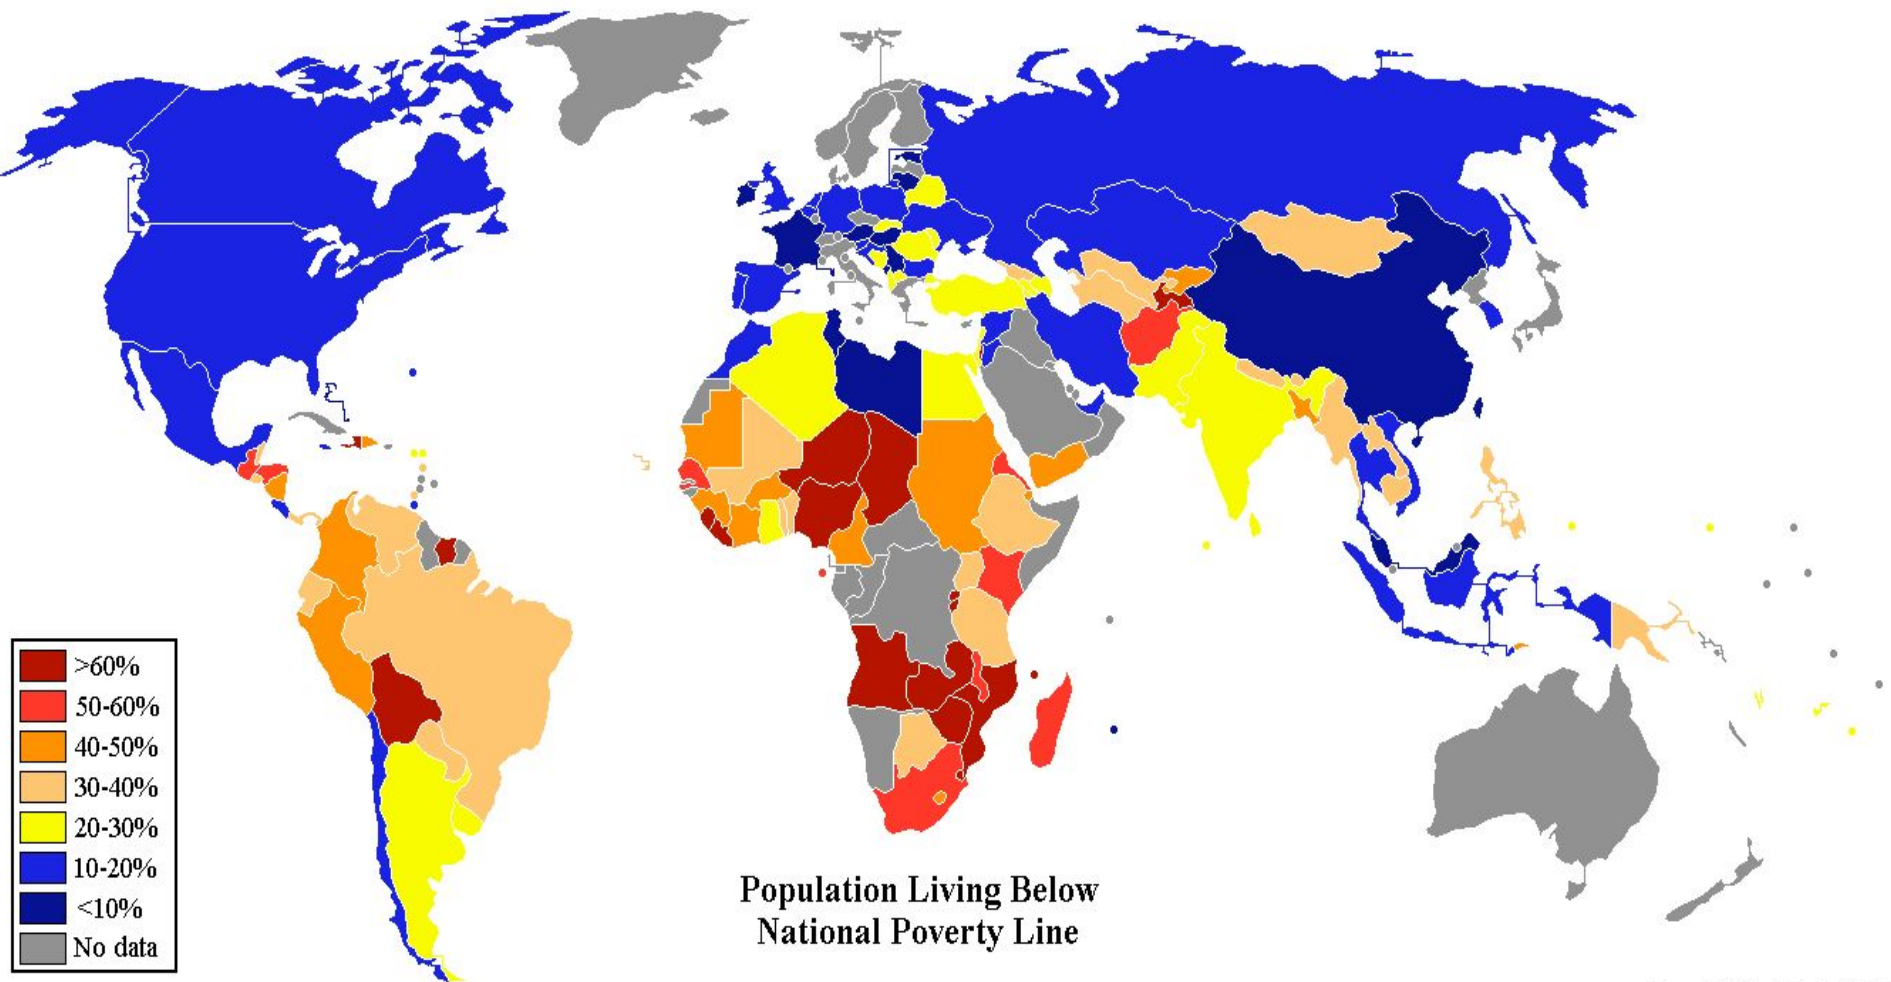 >60%
50-60%
40-50%
30-40%
20-30%
10-20%
<10%
No data
Population Living Below
National Poverty Line